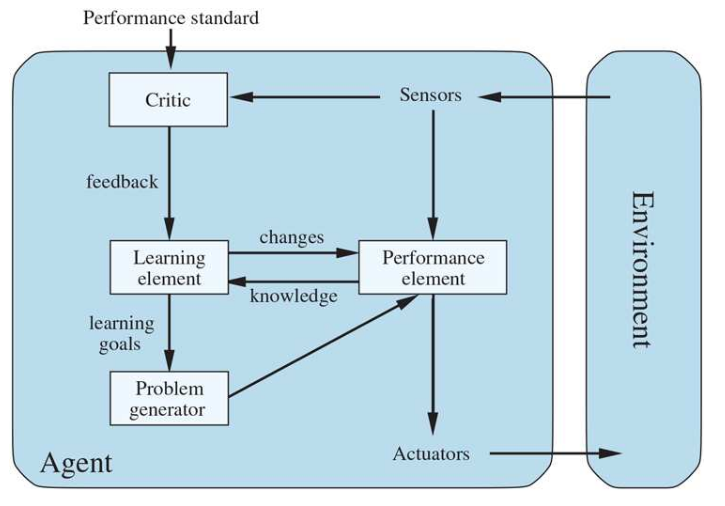 Performance standard
Critic
Sensors
feedback
changes
Learning
element
Performance
element
knowledge
learning
goals
Problem
generator
Agent
Actuators
Environment